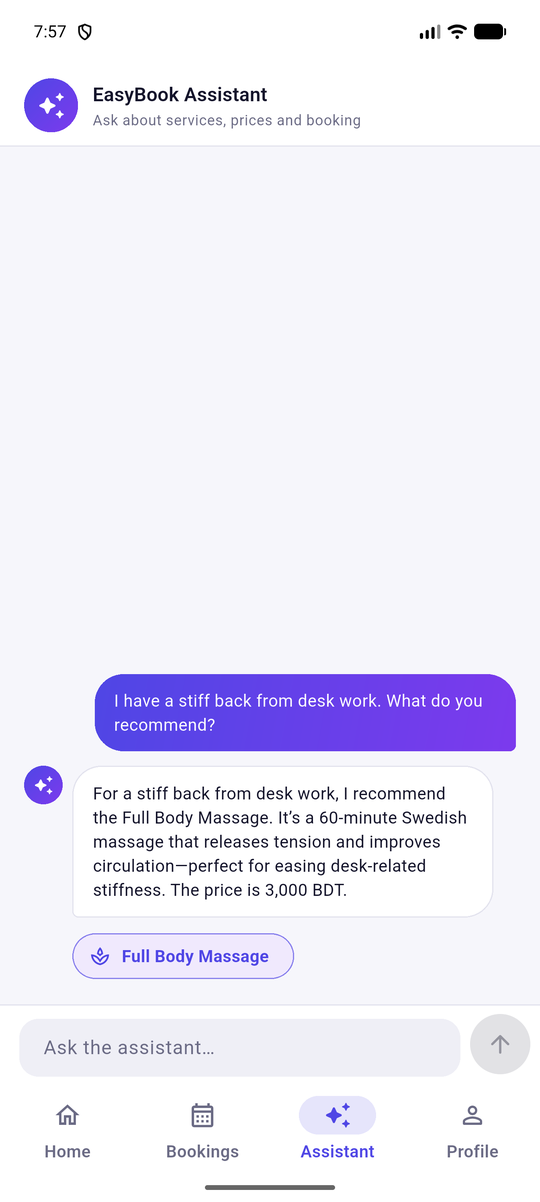 7:57
EasyBook Assistant
Ask about services, prices and booking
I have a stiff back from desk work. What do you
recommend?
For a stiff back from desk work, I recommend
the Full Body Massage. It’s a 60-minute Swedish
massage that releases tension and improves
circulation—perfect for easing desk-related
stiffness. The price is 3,000 BDT.
Full Body Massage
Ask the assistant…
Home
Bookings
Assistant
Profile